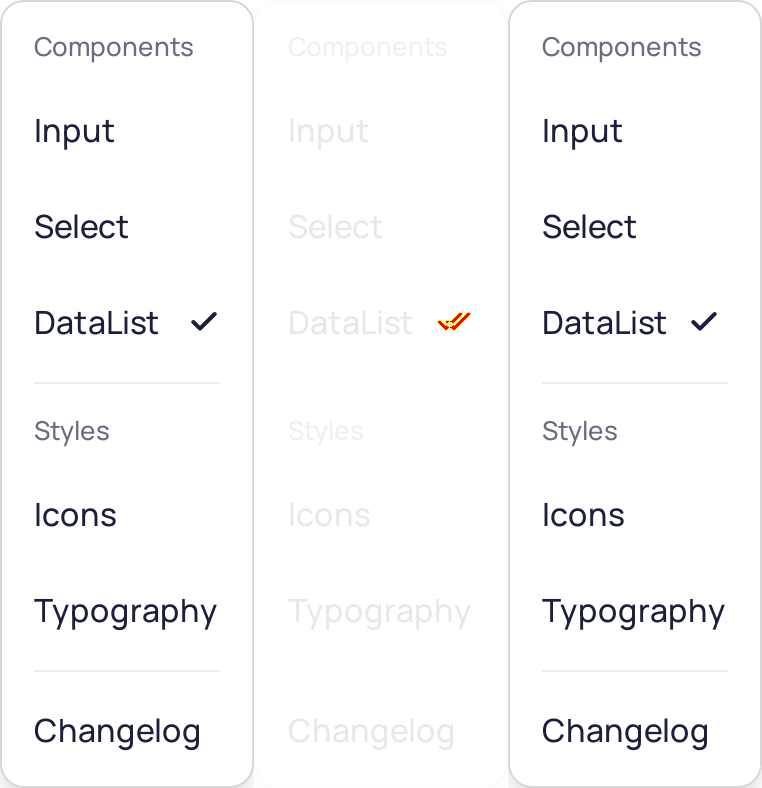 Components
Input
Select
DataList
Styles
Icons
Typography
Changelog
Components
Input
Select
DataList
Styles
Icons
Typography
Changelog
Components
Input
Select
DataList
Styles
Icons
Typography
Changelog